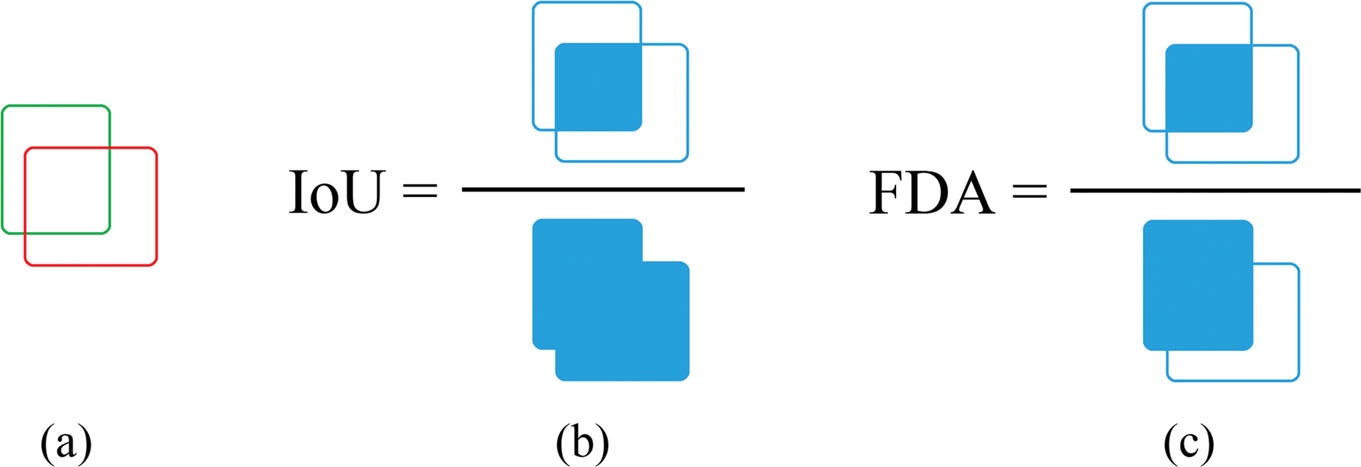 IoU =
FDA =
(a)
(b)
(c)